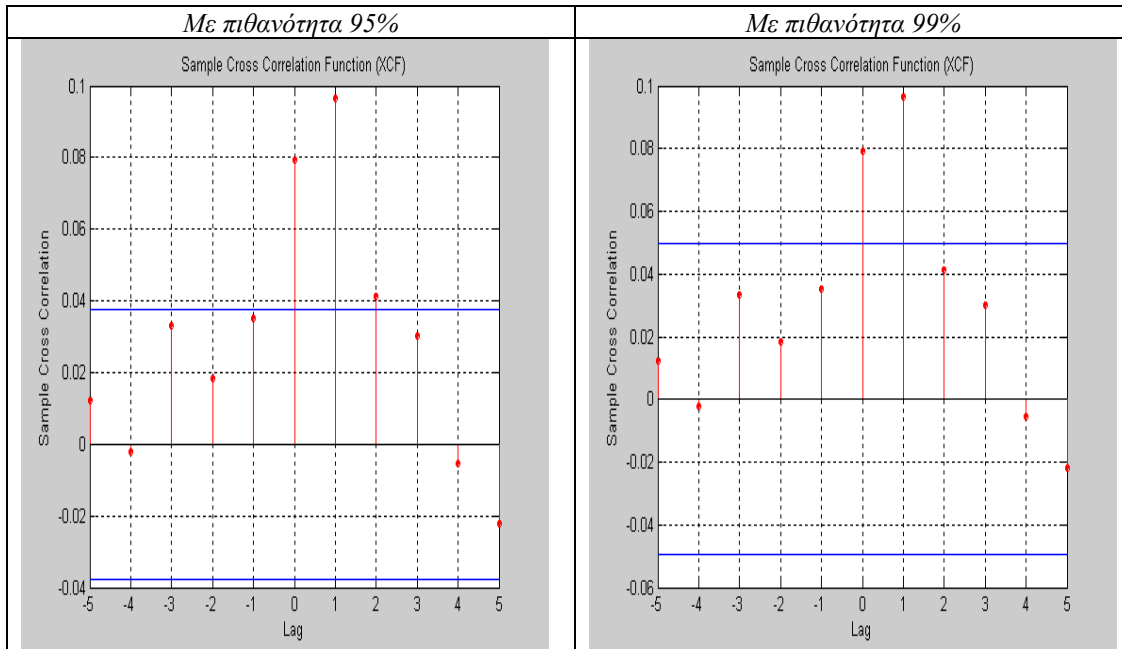 Με πιθανότητα 95%
Με πιθανότητα 99%
Sample Cross Correlation Function (XCF)
0.1
0.08
0.06
0.04
0.02
0
-0.02
-0.04
Sample Cross Correlation
-5 -4 -3 -2 -1 0 1 2 3 4 5
Lag
Sample Cross Correlation Function (XCF)
0.1
0.08
0.06
0.04
0.02
0
-0.02
-0.04
-0.06
Sample Cross Correlation
-5 -4 -3 -2 -1 0 1 2 3 4 5
Lag